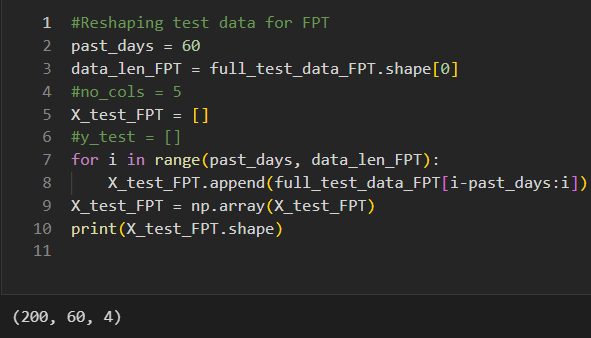 1 #Reshaping test data for FPT
2 past_days = 60
3 data_len_FPT = full_test_data_FPT.shape[0]
4 #no_cols = 5
5 X_test_FPT = []
6 #y_test = []
7 for i in range(past_days, data_len_FPT):
8     X_test_FPT.append(full_test_data_FPT[i-past_days:i])
9 X_test_FPT = np.array(X_test_FPT)
10 print(X_test_FPT.shape)
11
(200, 60, 4)